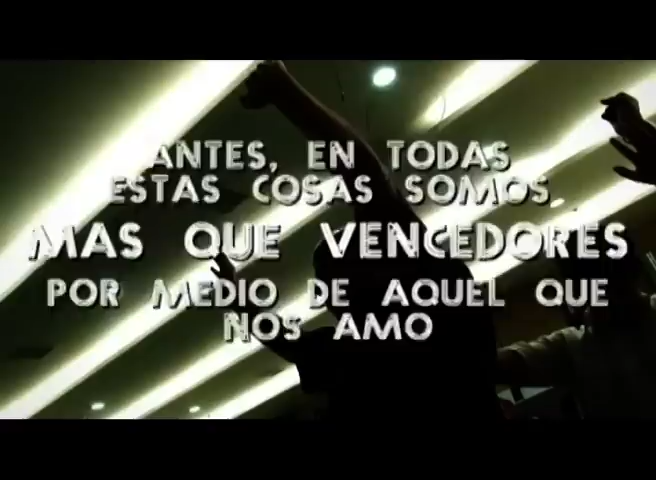 ANTES, EN TODAS
ESTAS COSAS SOMOS
MAS QUE VENCEDORES
POR MEDIO DE AQUEL QUE
NOS AMO